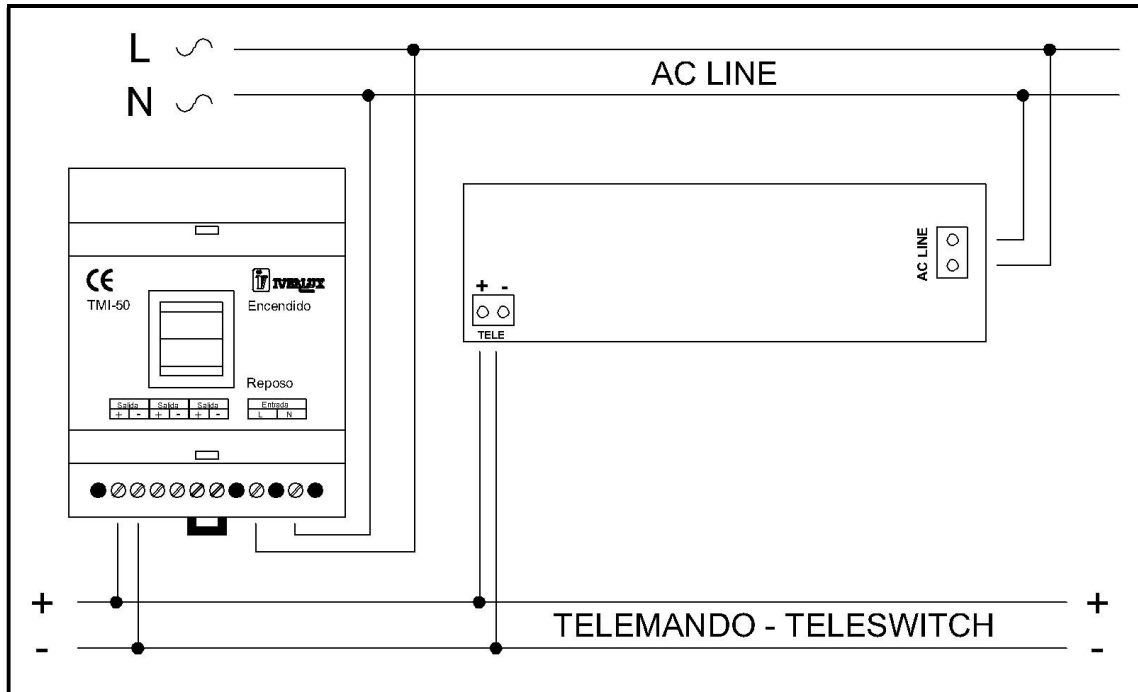 L
AC LINE
N
CE
IVERLUX
TMI-50
Encendido
Reposo
Salida Salida Salida Entrada
+ - + - + - L N
+ -
TELE
AC LINE
+ +
TELEMANDO - TELESWITCH
- -